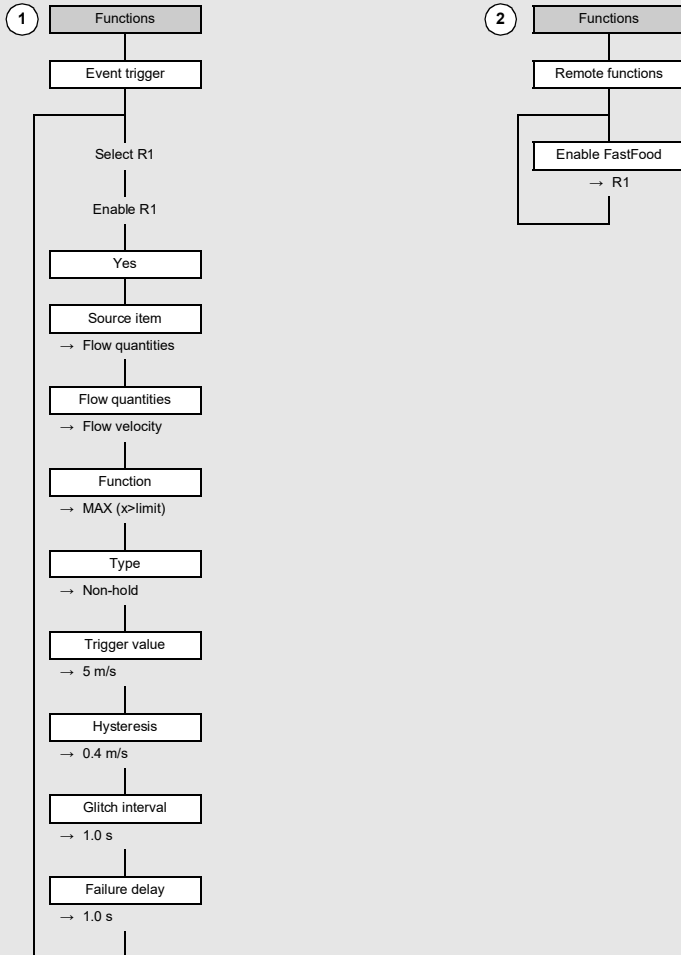 1
Functions
Event trigger
Select R1
Enable R1
Yes
Source item
→ Flow quantities
Flow quantities
→ Flow velocity
Function
→ MAX (x>limit)
Type
→ Non-hold
Trigger value
→ 5 m/s
Hysteresis
→ 0.4 m/s
Glitch interval
→ 1.0 s
Failure delay
→ 1.0 s
2
Functions
Remote functions
Enable FastFood
→ R1